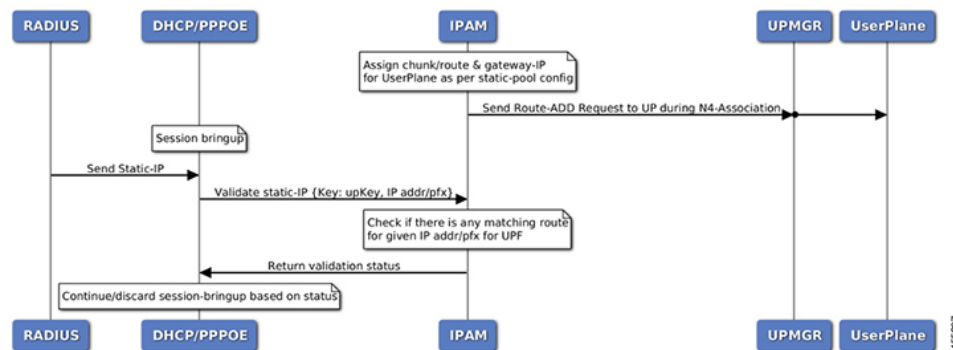 RADIUS
DHCP/PPPOE
IPAM
UPMGR
UserPlane
Assign chunk/route & gateway-IP
for UserPlane as per static-pool config
Send Route-ADD Request to UP during N4-Association
Session bringup
Send Static-IP
Validate static-IP {Key: upKey, IP addr/pfx}
Check if there is any matching route
for given IP addr/pfx for UPF
Return validation status
Continue/discard session-bringup based on status
RADIUS
DHCP/PPPOE
IPAM
UPMGR
UserPlane